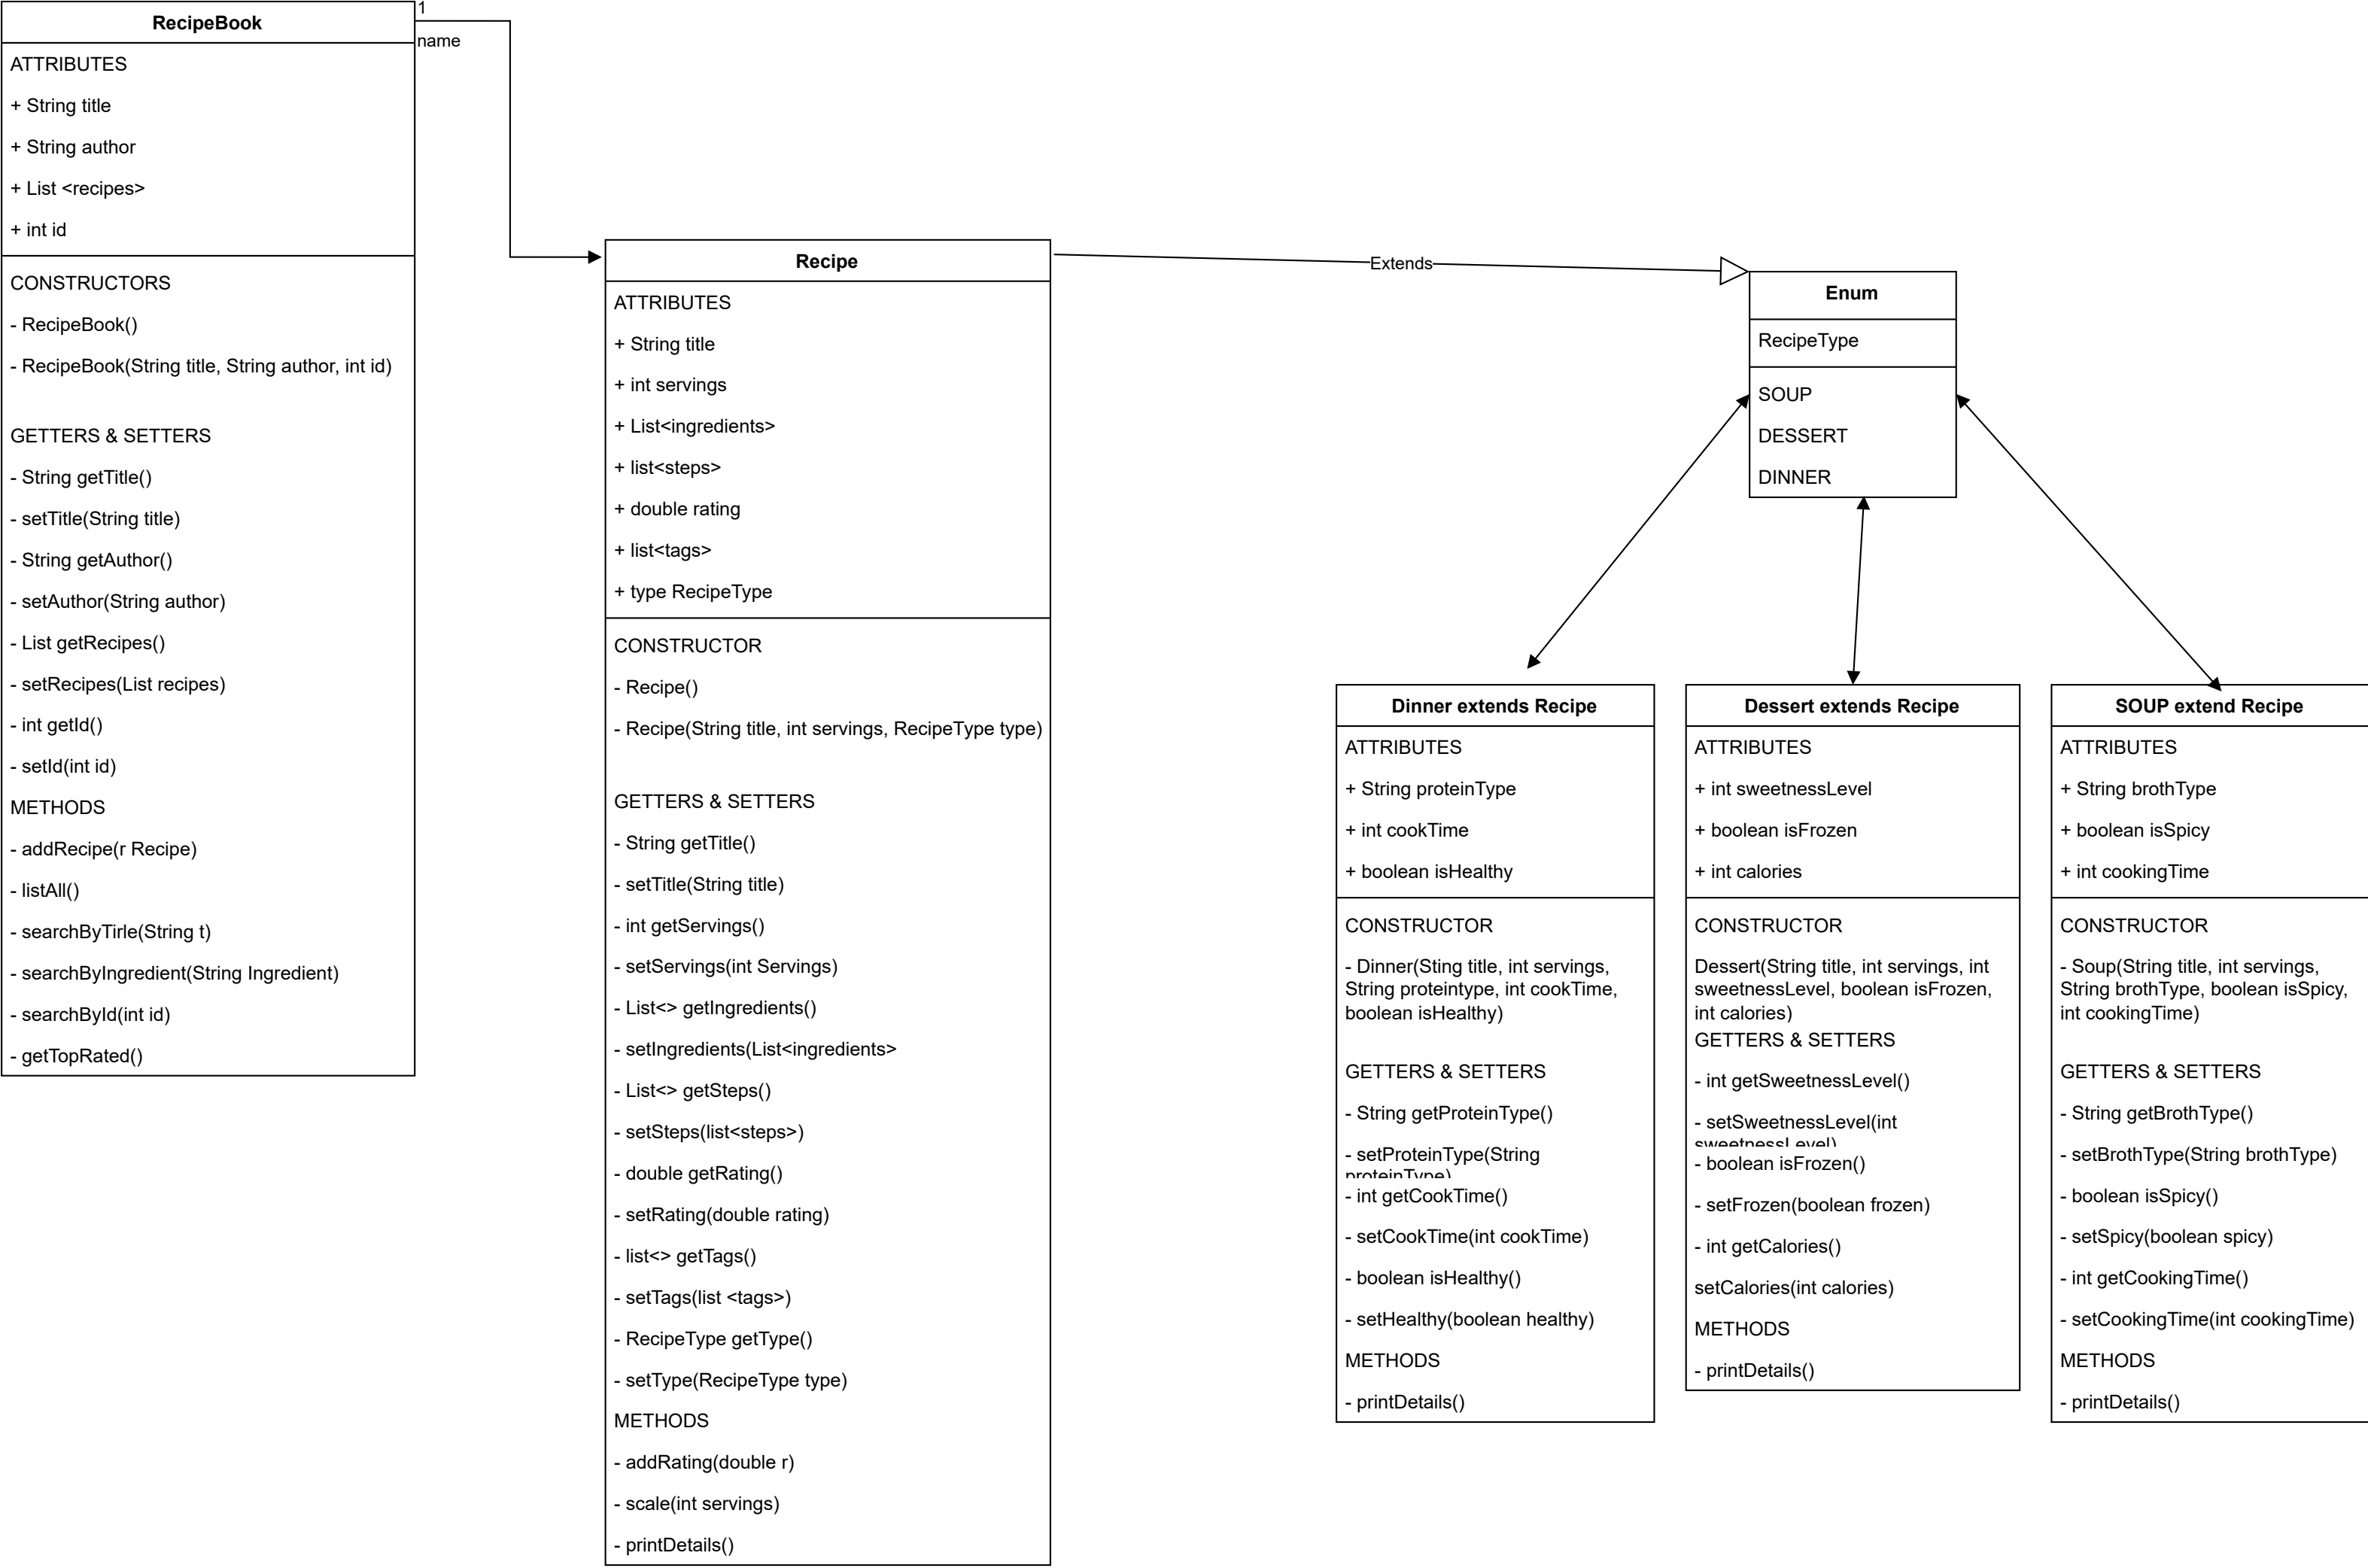 RecipeBook
ATTRIBUTES
+ String title
+ String author
+ List <recipes>
+ int id
CONSTRUCTORS
- RecipeBook()
- RecipeBook(String title, String author, int id)
GETTERS & SETTERS
- String getTitle()
- setTitle(String title)
- String getAuthor()
- setAuthor(String author)
- List getRecipes()
- setRecipes(List recipes)
- int getId()
- setId(int id)
METHODS
- addRecipe(r Recipe)
- listAll()
- searchByTirle(String t)
- searchByIngredient(String Ingredient)
- searchById(int id)
- getTopRated()
1
name
Recipe
ATTRIBUTES
+ String title
+ int servings
+ List<ingredients>
+ list<steps>
+ double rating
+ list<tags>
+ type RecipeType
CONSTRUCTOR
- Recipe()
- Recipe(String title, int servings, RecipeType type)
GETTERS & SETTERS
- String getTitle()
- setTitle(String title)
- int getServings()
- setServings(int Servings)
- List<> getIngredients()
- setIngredients(List<ingredients>
- List<> getSteps()
- setSteps(list<steps>)
- double getRating()
- setRating(double rating)
- list<> getTags()
- setTags(list <tags>)
- RecipeType getType()
- setType(RecipeType type)
METHODS
- addRating(double r)
- scale(int servings)
- printDetails()
Extends
Enum
RecipeType
SOUP
DESSERT
DINNER
Dinner extends Recipe
ATTRIBUTES
+ String proteinType
+ int cookTime
+ boolean isHealthy
CONSTRUCTOR
- Dinner(Sting title, int servings,
String proteintype, int cookTime,
boolean isHealthy)
GETTERS & SETTERS
- String getProteinType()
- setProteinType(String
proteinType)
- int getCookTime()
- setCookTime(int cookTime)
- boolean isHealthy()
- setHealthy(boolean healthy)
METHODS
- printDetails()
Dessert extends Recipe
ATTRIBUTES
+ int sweetnessLevel
+ boolean isFrozen
+ int calories
CONSTRUCTOR
Dessert(String title, int servings, int
sweetnessLevel, boolean isFrozen,
int calories)
GETTERS & SETTERS
- int getSweetnessLevel()
- setSweetnessLevel(int
sweetnessLevel)
- boolean isFrozen()
- setFrozen(boolean frozen)
- int getCalories()
setCalories(int calories)
METHODS
- printDetails()
SOUP extend Recipe
ATTRIBUTES
+ String brothType
+ boolean isSpicy
+ int cookingTime
CONSTRUCTOR
- Soup(String title, int servings,
String brothType, boolean isSpicy,
int cookingTime)
GETTERS & SETTERS
- String getBrothType()
- setBrothType(String brothType)
- boolean isSpicy()
- setSpicy(boolean spicy)
- int getCookingTime()
- setCookingTime(int cookingTime)
METHODS
- printDetails()